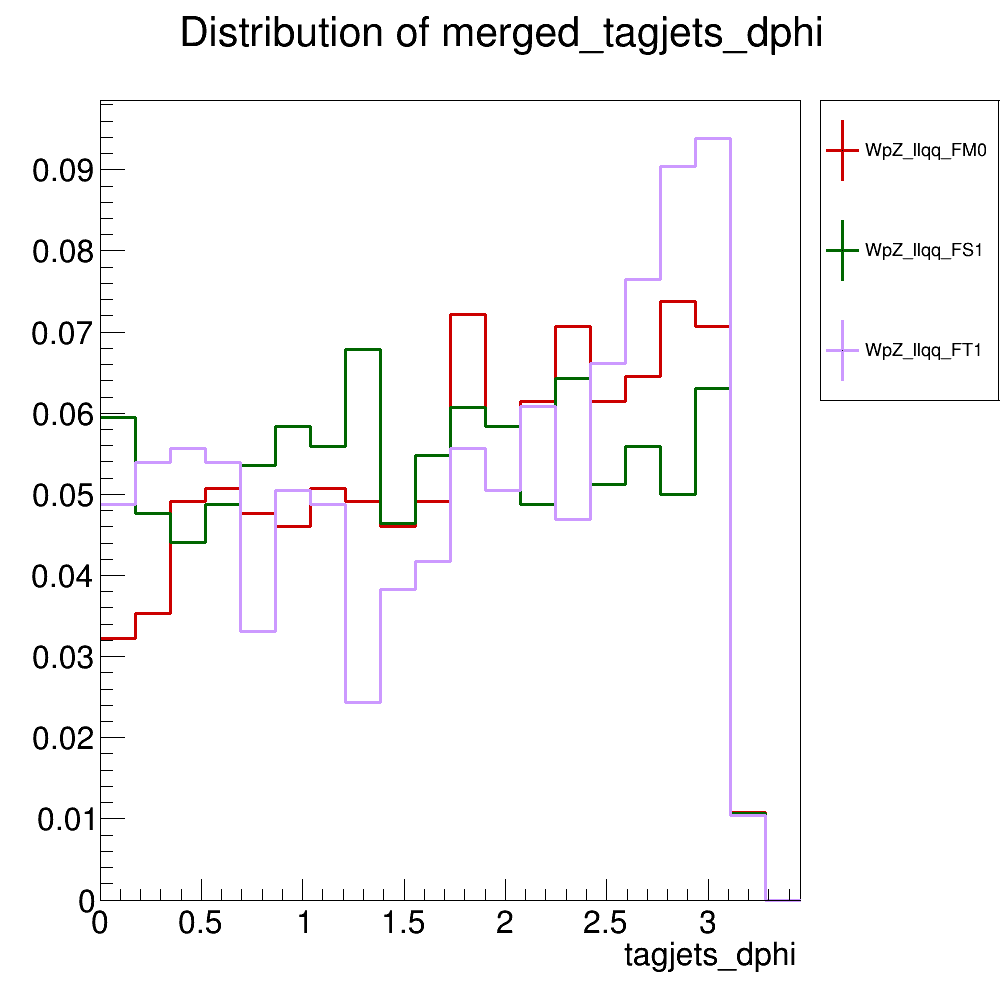 Distribution of merged_tagjets_dphi
WpZ_llqq_FM0
WpZ_llqq_FS1
WpZ_llqq_FT1
0.09
0.08
0.07
0.06
0.05
0.04
0.03
0.02
0.01
0
0 0.5 1 1.5 2 2.5 3
tagjets_dphi